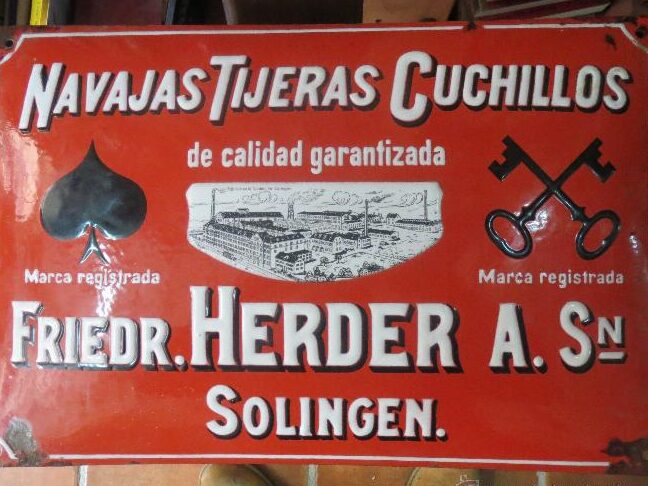 NAVAJAS TIJERAS CUCHILLOS
de calidad garantizada
Marca registrada
Marca registrada
FRIEDR. HERDER A. SN
SOLINGEN.